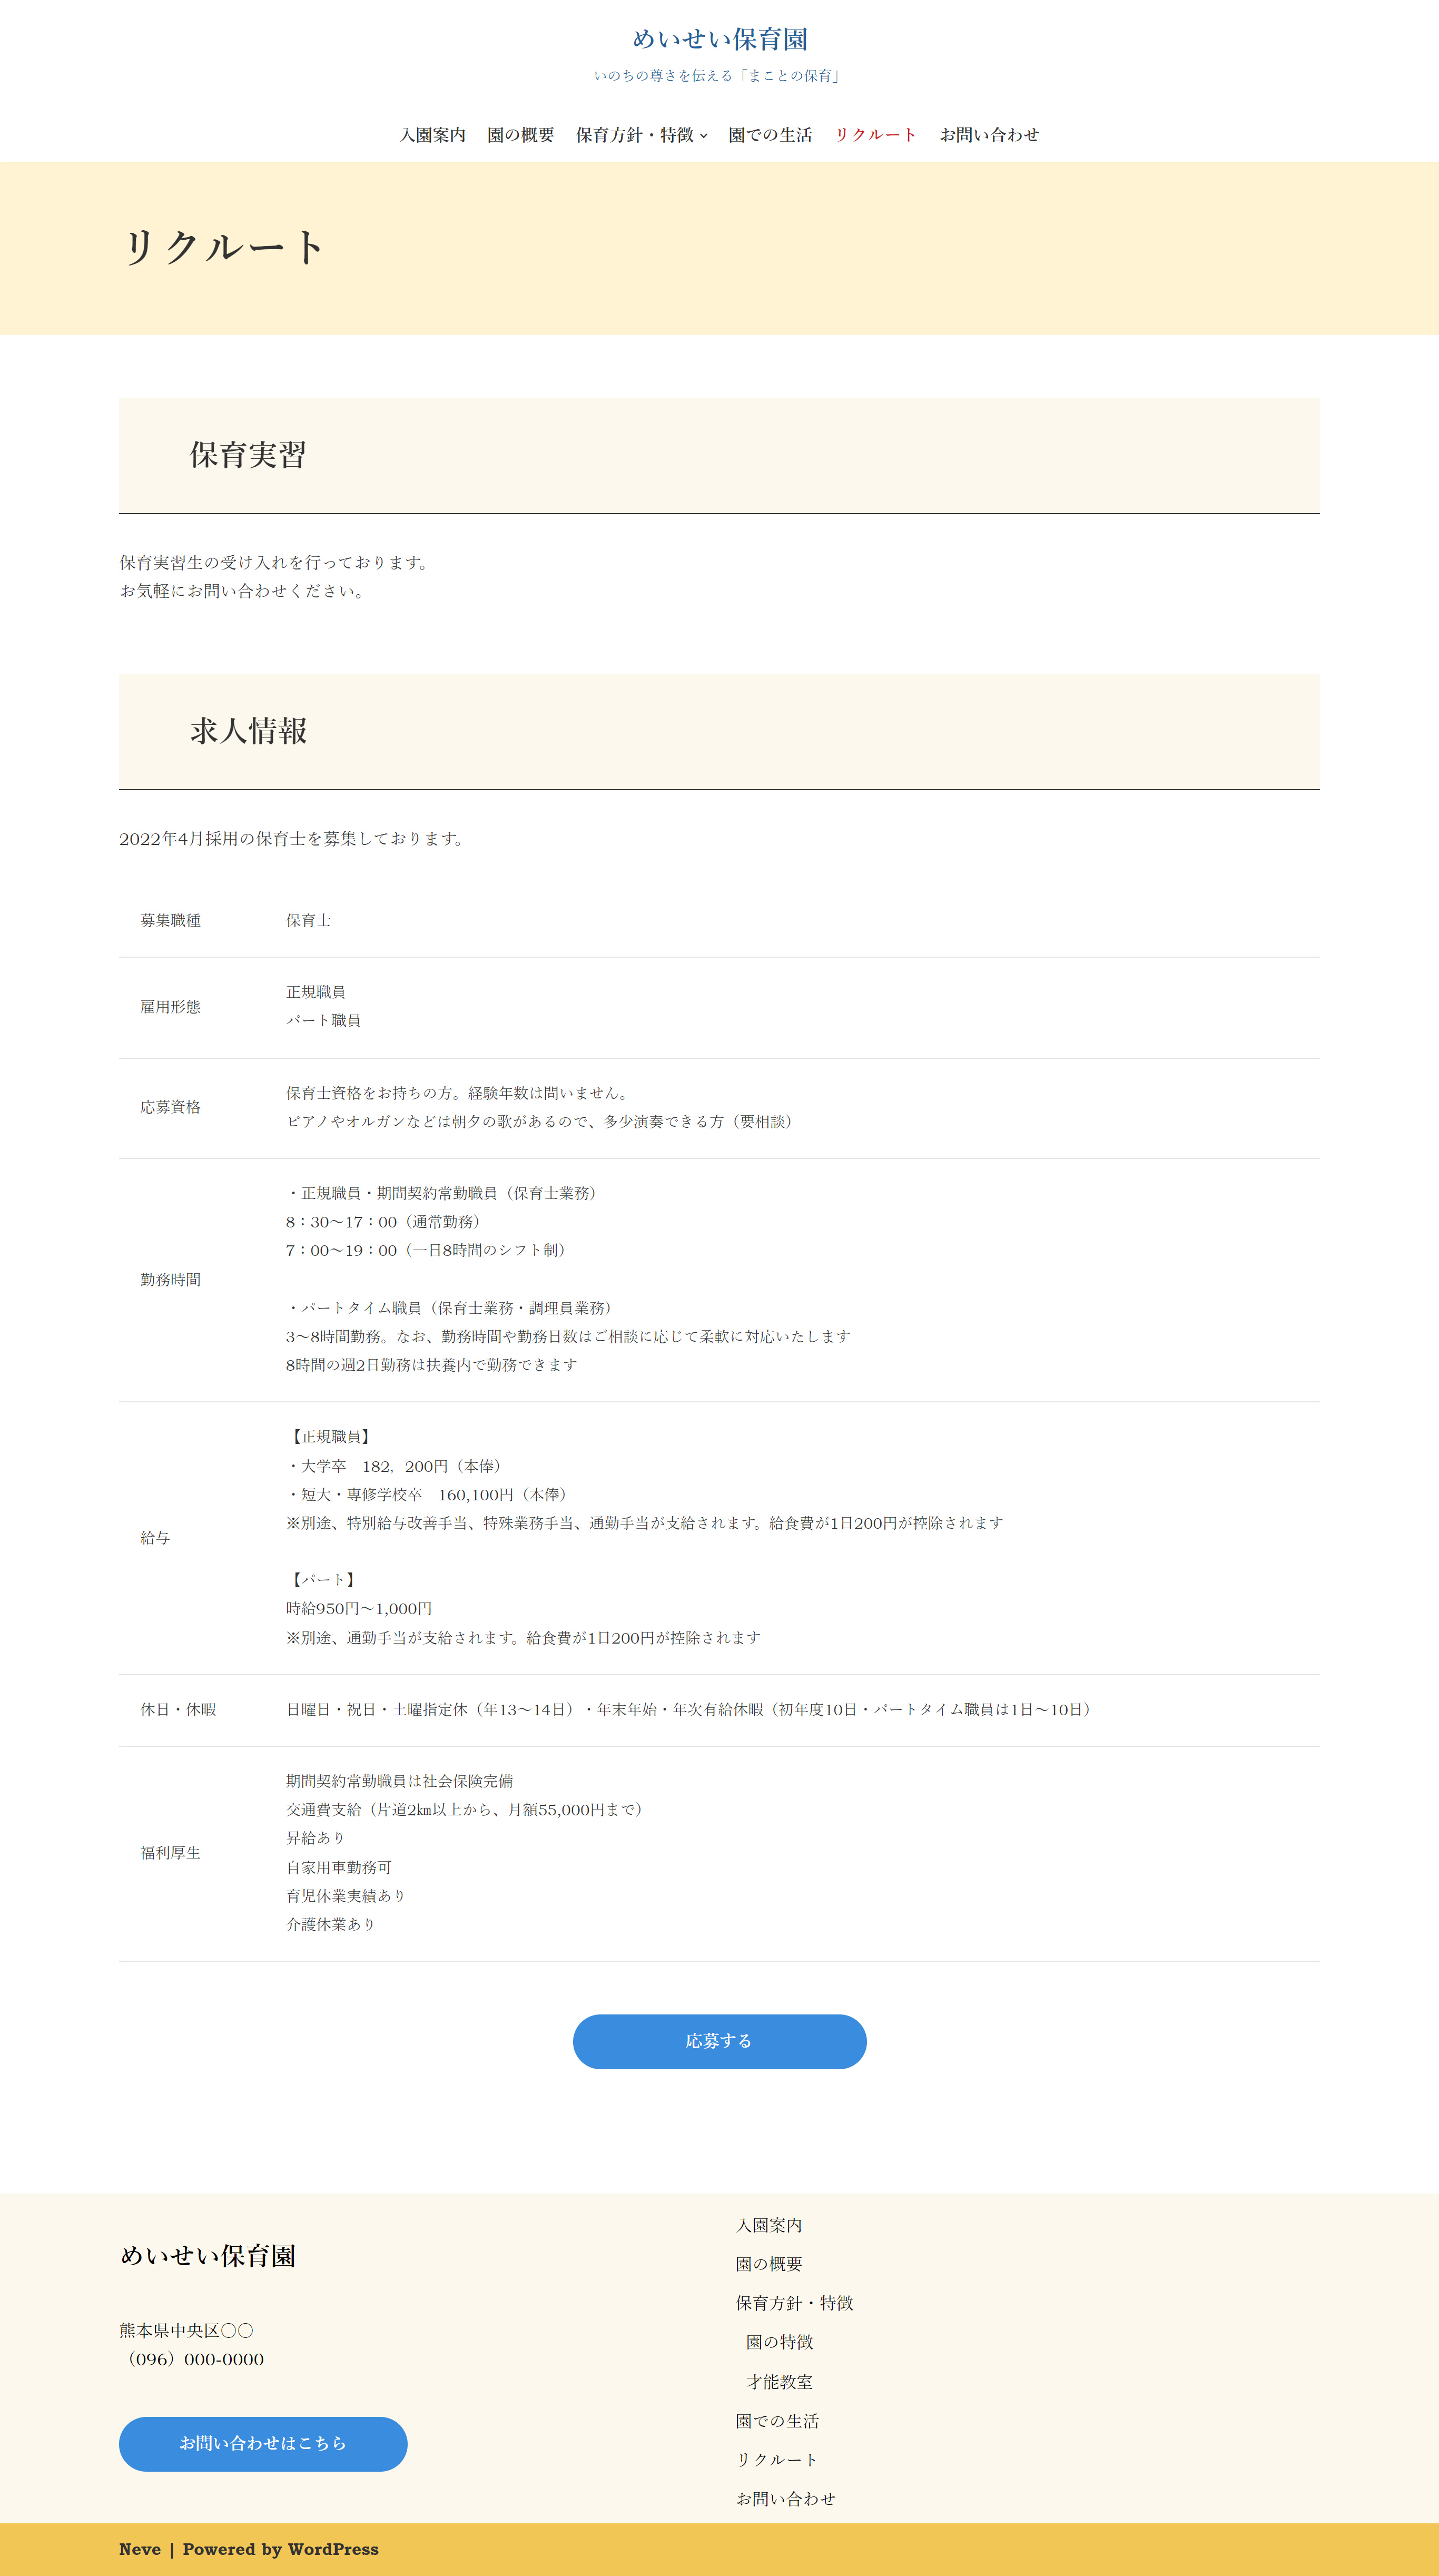 めいせい保育園
いのちの尊さを伝える「まことの保育」
入園案内 園の概要 保育方針・特徴 園での生活 リクルート お問い合わせ
リクルート
保育実習
保育実習生の受け入れを行っております。
お気軽にお問い合わせください。
求人情報
2022年4月採用の保育士を募集しております。
募集職種 保育士
雇用形態
正規職員
パート職員
応募資格
保育士資格をお持ちの方。経験年数は問いません。
ピアノやオルガンなどは朝夕の歌があるので、多少演奏できる方（要相談）
勤務時間
・正規職員・期間契約常勤職員（保育士業務）
8：30～17：00（通常勤務）
7：00～19：00（一日8時間のシフト制）
・パートタイム職員（保育士業務・調理員業務）
3～8時間勤務。なお、勤務時間や勤務日数はご相談に応じて柔軟に対応いたします
8時間の週2日勤務は扶養内で勤務できます
給与
【正規職員】
・大学卒　182，200円（本俸）
・短大・専修学校卒　160,100円（本俸）
※別途、特別給与改善手当、特殊業務手当、通勤手当が支給されます。給食費が1日200円が控除されます
【パート】
時給950円～1,000円
※別途、通勤手当が支給されます。給食費が1日200円が控除されます
休日・休暇 日曜日・祝日・土曜指定休（年13～14日）・年末年始・年次有給休暇（初年度10日・パートタイム職員は1日～10日）
福利厚生
期間契約常勤職員は社会保険完備
交通費支給（片道2㎞以上から、月額55,000円まで）
昇給あり
自家用車勤務可
育児休業実績あり
介護休業あり
応募する
めいせい保育園
熊本県中央区〇〇
（096）000-0000
お問い合わせはこちら
入園案内
園の概要
保育方針・特徴
園の特徴
才能教室
園での生活
リクルート
お問い合わせ
Neve | Powered by WordPress